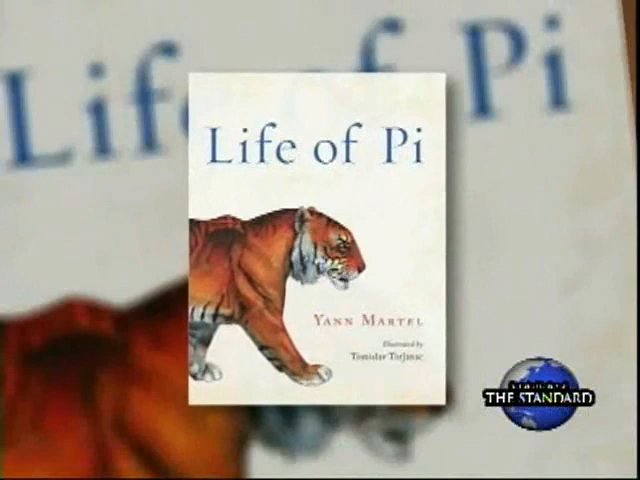 Life of Pi
Life of Pi
YANN MARTEL
Illustrated by
Tomislav Torjanac
THE STANDARD